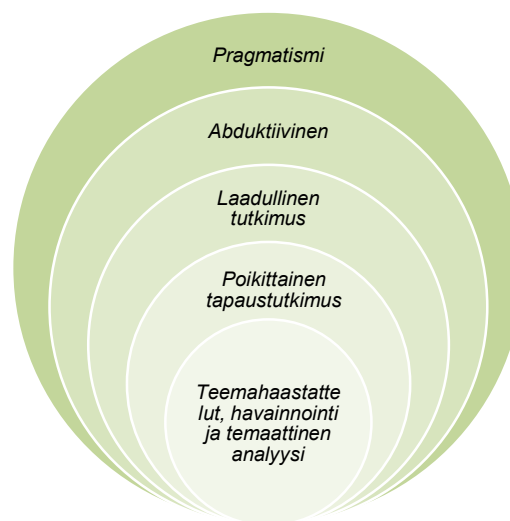 Pragmatismi
Abduktiivinen
Laadullinen
tutkimus
Poikittainen
tapaustutkimus
Teemahaastatte
lut, havainnointi
ja temaattinen
analyysi